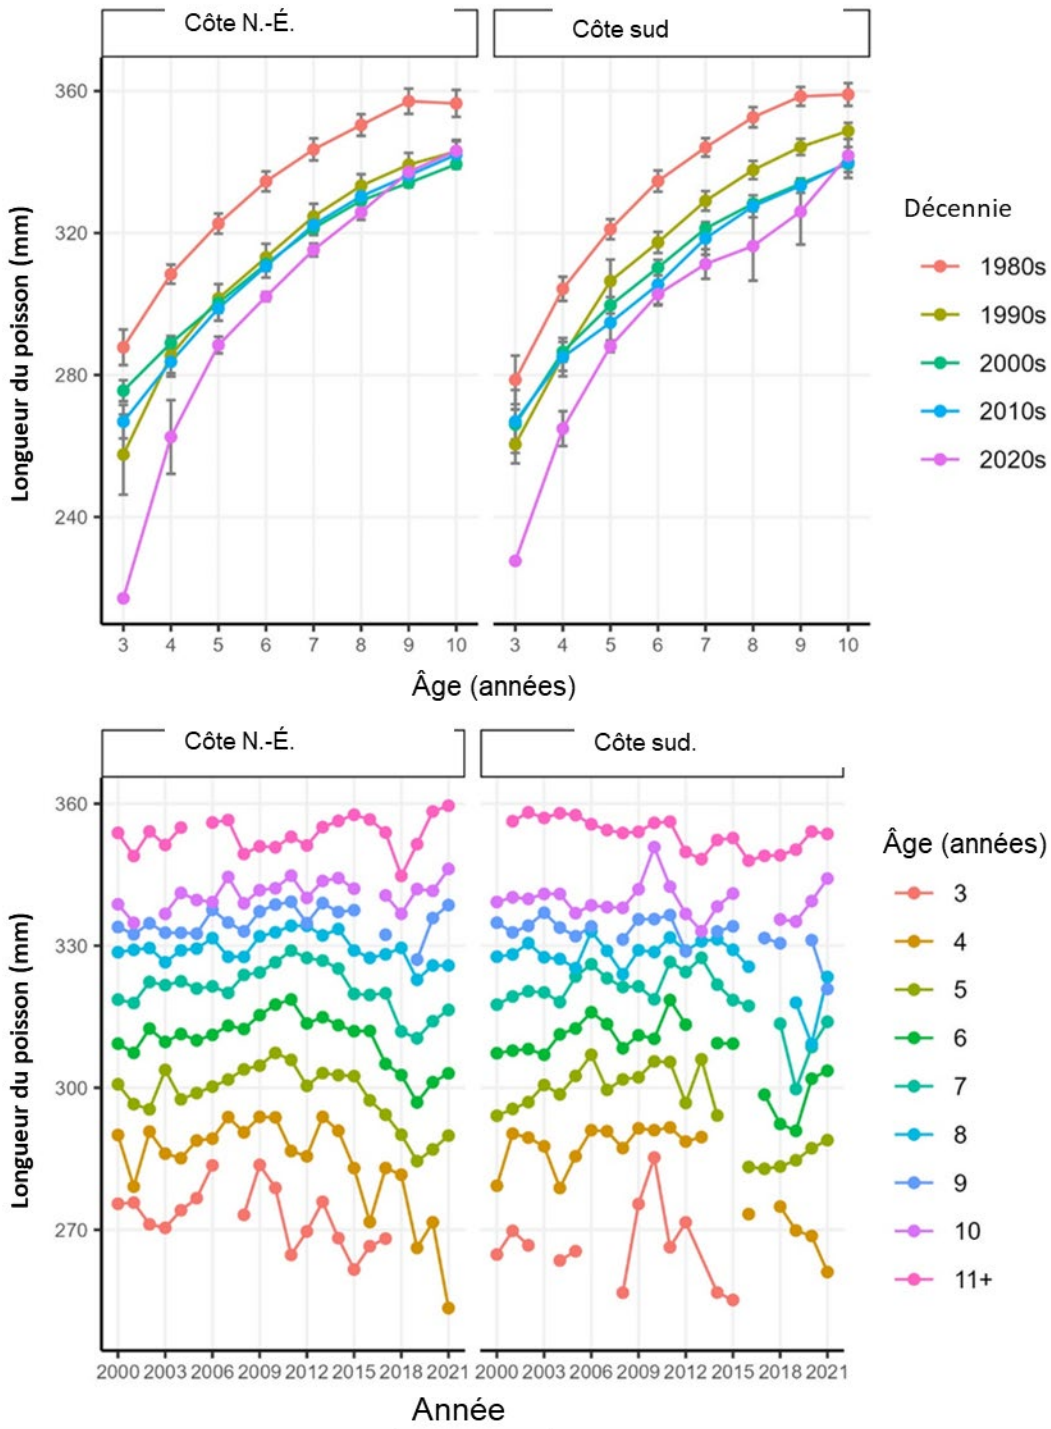 Côte N.-É.
Côte sud
Longueur du poisson (mm)
360
320
280
240
3 4 5 6 7 8 9 10
3 4 5 6 7 8 9 10
Âge (années)
Décennie
1980s
1990s
2000s
2010s
2020s
Côte N.-É.
Côte sud.
Longueur du poisson (mm)
360
330
300
270
2000 2003 2006 2009 2012 2015 2018 2021
2000 2003 2006 2009 2012 2015 2018 2021
Année
Âge (années)
3
4
5
6
7
8
9
10
11+